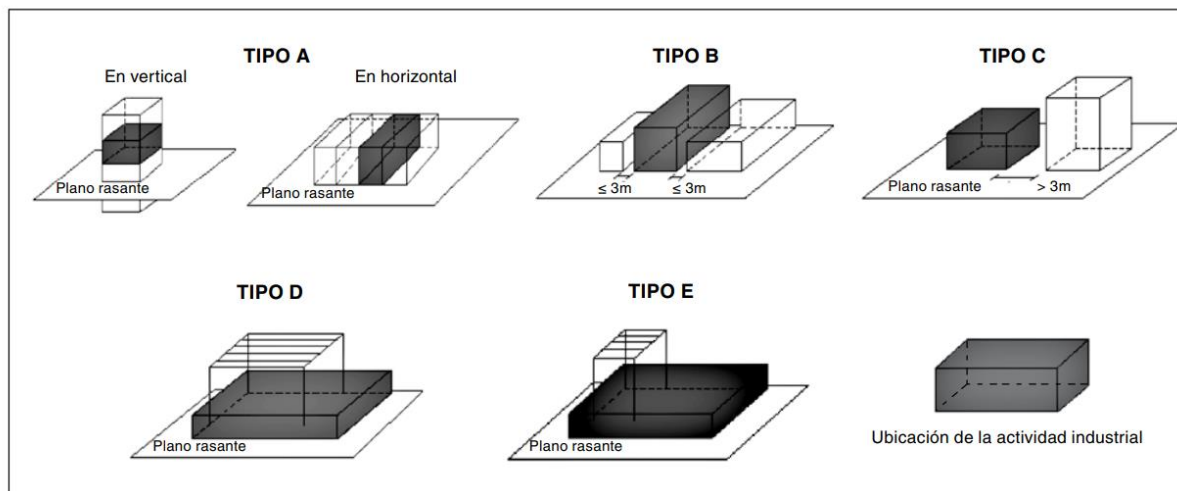 TIPO A
TIPO B
TIPO C
En vertical
En horizontal
Plano rasante
Plano rasante
≤ 3m
≤ 3m
Plano rasante
> 3m
TIPO D
TIPO E
Plano rasante
Plano rasante
Ubicación de la actividad industrial